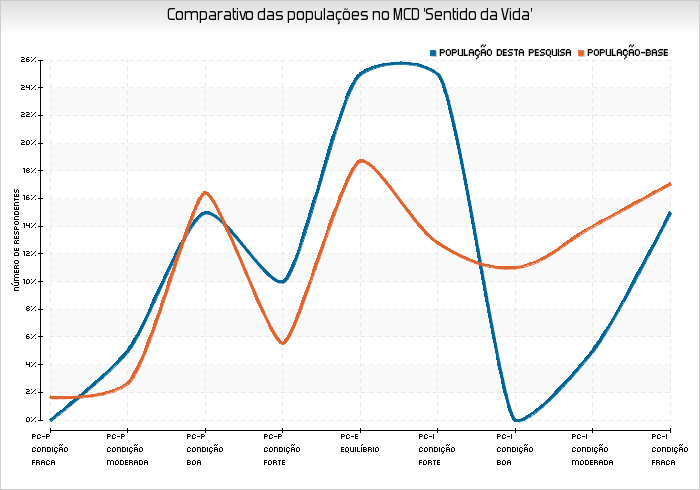 Comparativo das populações no MCD 'Sentido da Vida'
POPULAÇÃO DESTA PESQUISA POPULAÇÃO-BASE
26%
24%
22%
20%
18%
16%
14%
12%
10%
8%
6%
4%
2%
0%
NÚMERO DE RESPONDENTES
PC-P PC-P PC-P PC-P PC-E PC-I PC-I PC-I PC-I
CONDIÇÃO CONDIÇÃO CONDIÇÃO CONDIÇÃO EQUILÍBRIO CONDIÇÃO CONDIÇÃO CONDIÇÃO CONDIÇÃO
FRACA MODERADA BOA FORTE FORTE BOA MODERADA FRACA